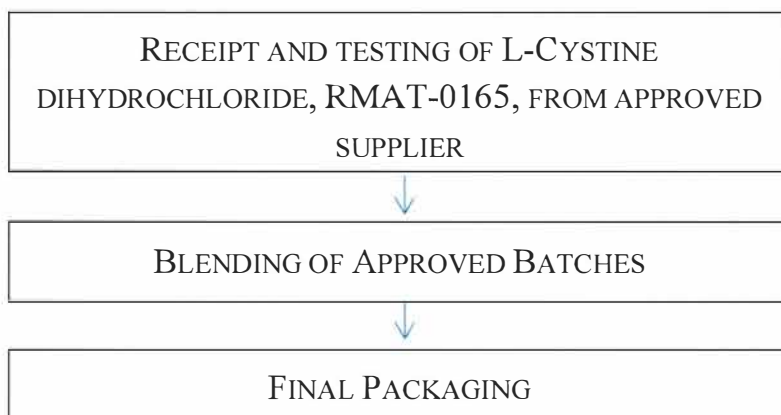 RECEIPT AND TESTING OF L-CYSTINE
DIHYDROCHLORIDE, RMAT-0165, FROM APPROVED
SUPPLIER
BLENDING OF APPROVED BATCHES
FINAL PACKAGING